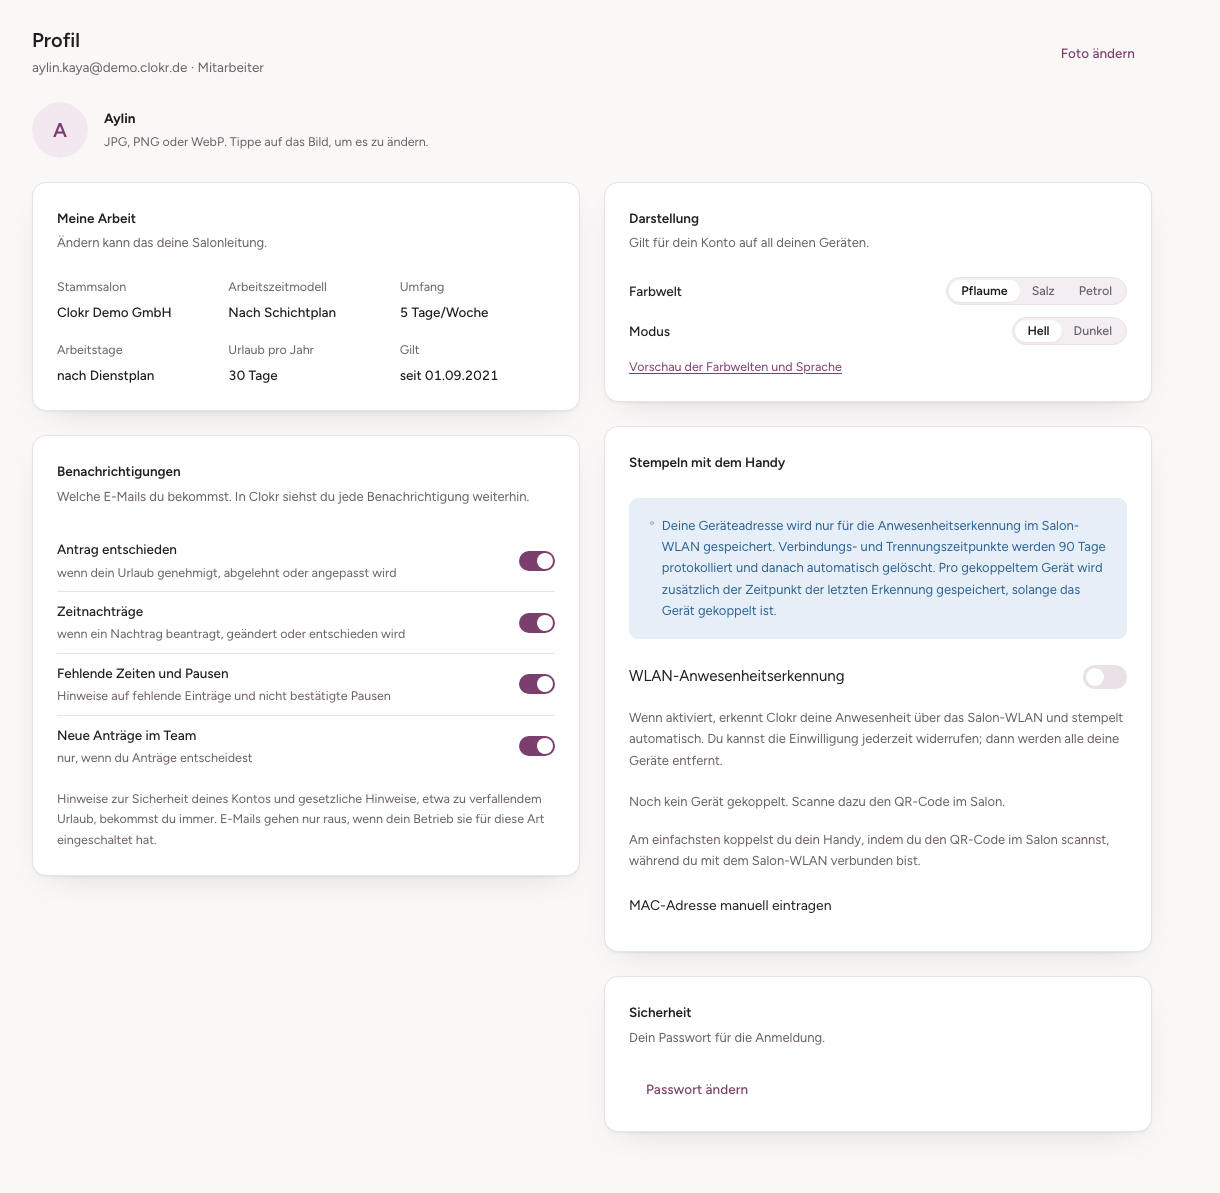 Profil
aylin.kaya@demo.clokr.de · Mitarbeiter
Foto ändern
A
Aylin
JPG, PNG oder WebP. Tippe auf das Bild, um es zu ändern.
Meine Arbeit
Ändern kann das deine Salonleitung.
Stammsalon
Clokr Demo GmbH
Arbeitszeitmodell
Nach Schichtplan
Umfang
5 Tage/Woche
Arbeitstage
nach Dienstplan
Urlaub pro Jahr
30 Tage
Gilt
seit 01.09.2021
Benachrichtigungen
Welche E-Mails du bekommst. In Clokr siehst du jede Benachrichtigung weiterhin.
Antrag entschieden
wenn dein Urlaub genehmigt, abgelehnt oder angepasst wird
Zeitnachträge
wenn ein Nachtrag beantragt, geändert oder entschieden wird
Fehlende Zeiten und Pausen
Hinweise auf fehlende Einträge und nicht bestätigte Pausen
Neue Anträge im Team
nur, wenn du Anträge entscheidest
Hinweise zur Sicherheit deines Kontos und gesetzliche Hinweise, etwa zu verfallendem
Urlaub, bekommst du immer. E-Mails gehen nur raus, wenn dein Betrieb sie für diese Art
eingeschaltet hat.
Darstellung
Gilt für dein Konto auf all deinen Geräten.
Farbwelt
Pflaume Salz Petrol
Modus
Hell Dunkel
Vorschau der Farbwelten und Sprache
Stempeln mit dem Handy
° Deine Geräteadresse wird nur für die Anwesenheitserkennung im Salon-
WLAN gespeichert. Verbindungs- und Trennungszeitpunkte werden 90 Tage
protokolliert und danach automatisch gelöscht. Pro gekoppeltem Gerät wird
zusätzlich der Zeitpunkt der letzten Erkennung gespeichert, solange das
Gerät gekoppelt ist.
WLAN-Anwesenheitserkennung
Wenn aktiviert, erkennt Clokr deine Anwesenheit über das Salon-WLAN und stempelt
automatisch. Du kannst die Einwilligung jederzeit widerrufen; dann werden alle deine
Geräte entfernt.
Noch kein Gerät gekoppelt. Scanne dazu den QR-Code im Salon.
Am einfachsten koppelst du dein Handy, indem du den QR-Code im Salon scannst,
während du mit dem Salon-WLAN verbunden bist.
MAC-Adresse manuell eintragen
Sicherheit
Dein Passwort für die Anmeldung.
Passwort ändern